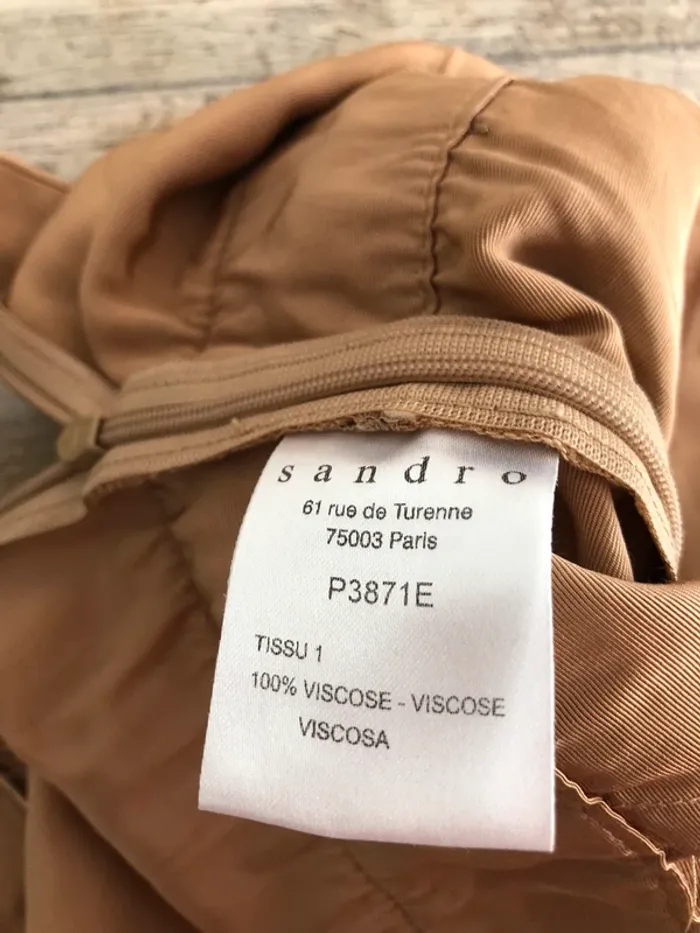 sandro
61 rue de Turenne
75003 Paris
P3871E
TISSU 1
100% VISCOSE - VISCOSE
VISCOSA